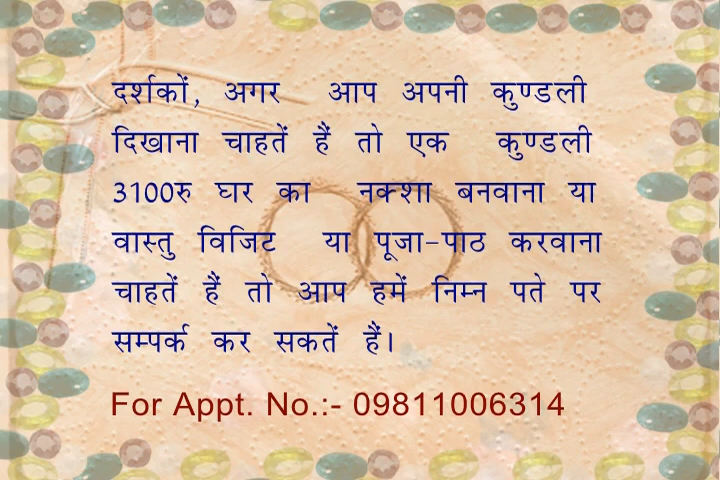 दर्शकों, अगर आप अपनी कुण्डली
दिखाना चाहतें हैं तो एक कुण्डली
3100रु घर का नक्शा बनवाना या
वास्तु विजिट या पूजा-पाठ करवाना
चाहतें हैं तो आप हमें निम्न पते पर
सम्पर्क कर सकतें हैं।
For Appt. No.:- 09811006314